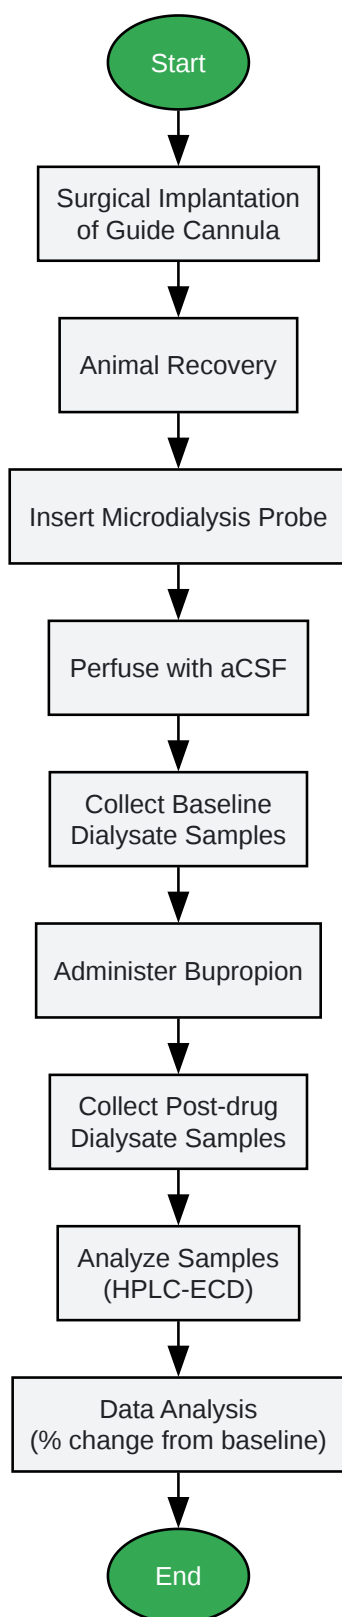 Start
Surgical Implantation
of Guide Cannula
Animal Recovery
Insert Microdialysis Probe
Perfuse with aCSF
Collect Baseline
Dialysate Samples
Administer Bupropion
Collect Post-drug
Dialysate Samples
Analyze Samples
(HPLC-ECD)
Data Analysis
(% change from baseline)
End